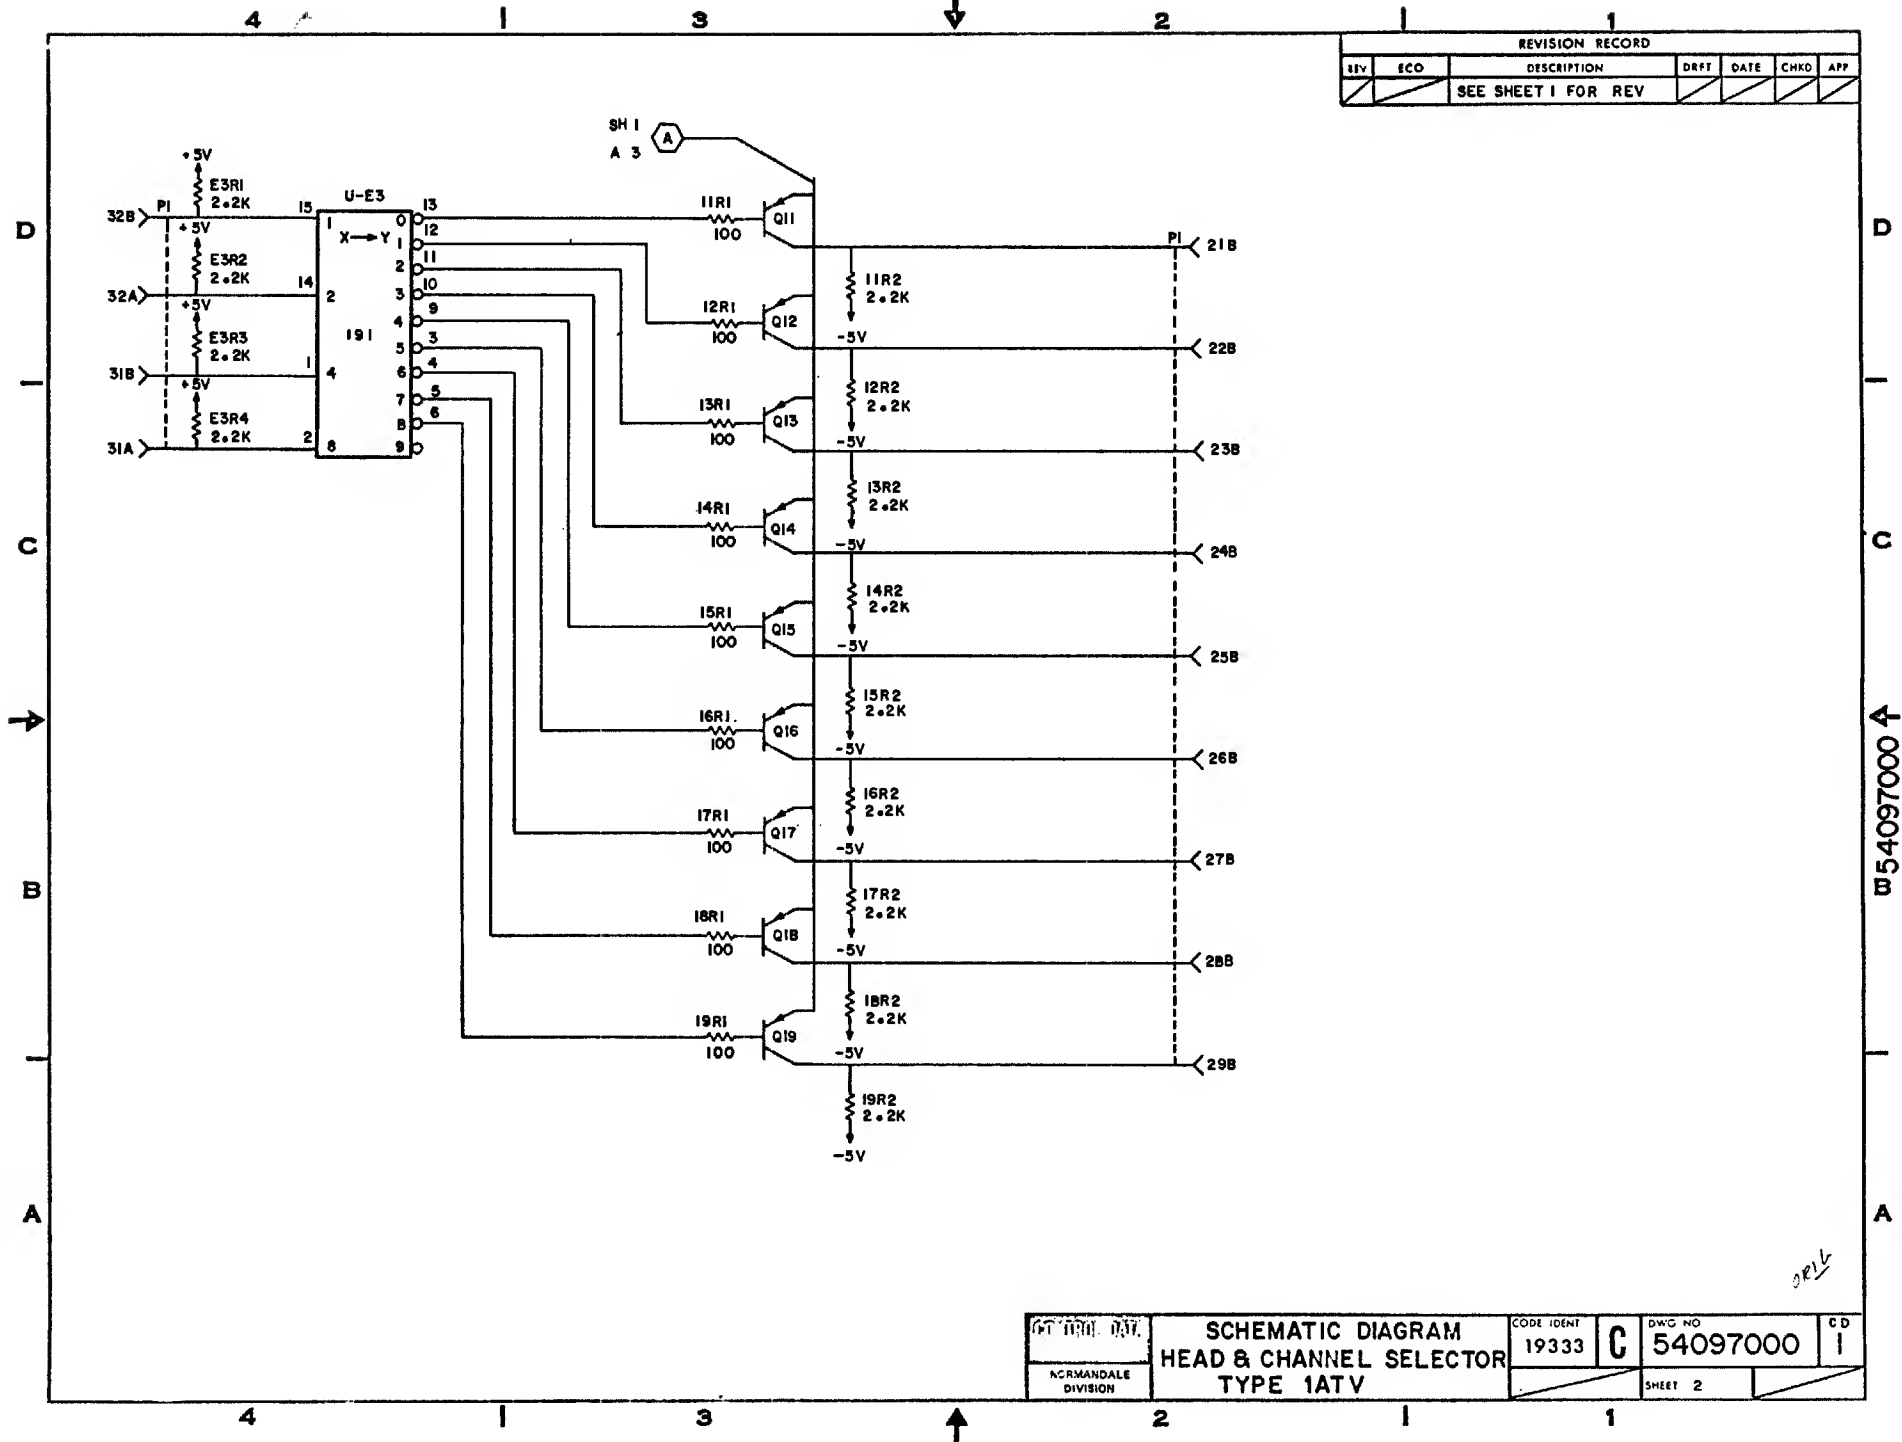 4 3 2 1
REVISION RECORD
REV ECO DESCRIPTION DRFT DATE CHKD APP
SEE SHEET 1 FOR REV
SH 1
A 3
A
+5V
E3R1
2.2K
32B
P1
15
+5V
E3R2
2.2K
32A
14
+5V
E3R3
2.2K
31B
1
+5V
E3R4
2.2K
31A
2
U-E3
X→Y
191
1
2
4
8
0 13
1 12
2 11
3 10
4 9
5 3
6 4
7 5
8 6
9
11R1
100
Q11
12R1
100
Q12
13R1
100
Q13
14R1
100
Q14
15R1
100
Q15
16R1
100
Q16
17R1
100
Q17
18R1
100
Q18
19R1
100
Q19
11R2
2.2K
-5V
12R2
2.2K
-5V
13R2
2.2K
-5V
14R2
2.2K
-5V
15R2
2.2K
-5V
16R2
2.2K
-5V
17R2
2.2K
-5V
18R2
2.2K
-5V
19R2
2.2K
-5V
P1
21B
22B
23B
24B
25B
26B
27B
28B
29B
D
C
B
A
D
C
B
A
54097000
ORIG
CONTROL DATA
NORMANDALE
DIVISION
SCHEMATIC DIAGRAM
HEAD & CHANNEL SELECTOR
TYPE 1ATV
CODE IDENT
19333
C
DWG NO
54097000
CD
1
SHEET 2
4 3 2 1